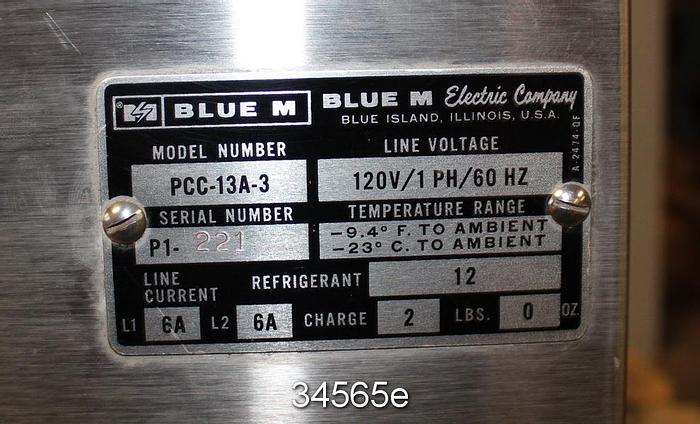 BLUE M BLUE M Electric Company
BLUE ISLAND, ILLINOIS, U.S.A.
MODEL NUMBER LINE VOLTAGE
PCC-13A-3 120V/1 PH/60 HZ
SERIAL NUMBER TEMPERATURE RANGE
P1- 221 -9.4° F. TO AMBIENT
-23° C. TO AMBIENT
LINE CURRENT REFRIGERANT 12
L1 6A L2 6A CHARGE 2 LBS. 0 OZ.
A-2474-QF
34565e